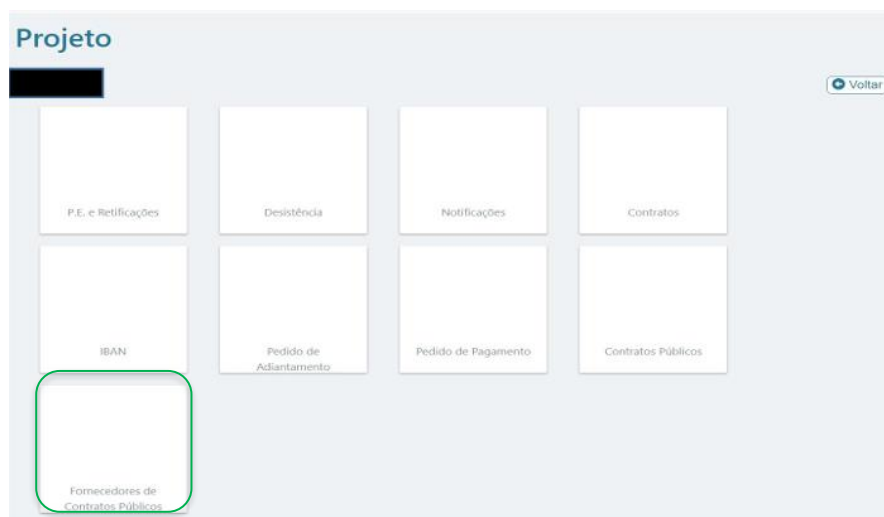 Projeto
Voltar
P.E. e Retificações
Desistência
Notificações
Contratos
IBAN
Pedido de
Adiantamento
Pedido de Pagamento
Contratos Públicos
Fornecedores de
Contratos Públicos